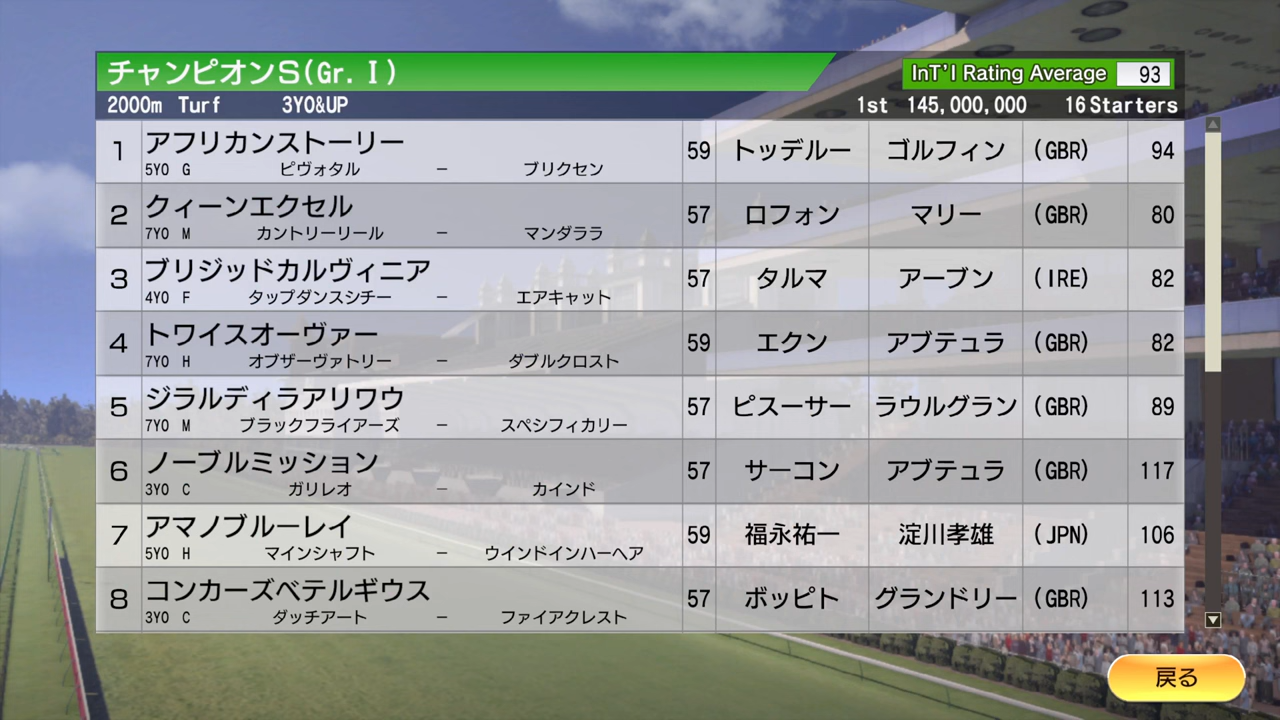 チャンピオンS(Gr.Ⅰ)
InT'l Rating Average 93
2000m Turf 3YO&UP 1st 145,000,000 16Starters
1 アフリカンストーリー 59 トッデルー ゴルフィン (GBR) 94
5YO G ピヴォタル − ブリクセン
2 クィーンエクセル 57 ロフォン マリー (GBR) 80
7YO M カントリーリール − マンダララ
3 ブリジッドカルヴィニア 57 タルマ アーブン (IRE) 82
4YO F タップダンスシチー − エアキャット
4 トワイスオーヴァー 59 エクン アブテュラ (GBR) 82
7YO H オブザーヴァトリー − ダブルクロスト
5 ジラルディラアリワウ 57 ピスーサー ラウルグラン (GBR) 89
7YO M ブラックフライアーズ − スペシフィカリー
6 ノーブルミッション 57 サーコン アブテュラ (GBR) 117
3YO C ガリレオ − カインド
7 アマノブルーレイ 59 福永祐一 淀川孝雄 (JPN) 106
5YO H マインシャフト − ウインドインハーヘア
8 コンカーズベテルギウス 57 ボッピト グランドリー (GBR) 113
3YO C ダッチアート − ファイアクレスト
戻る